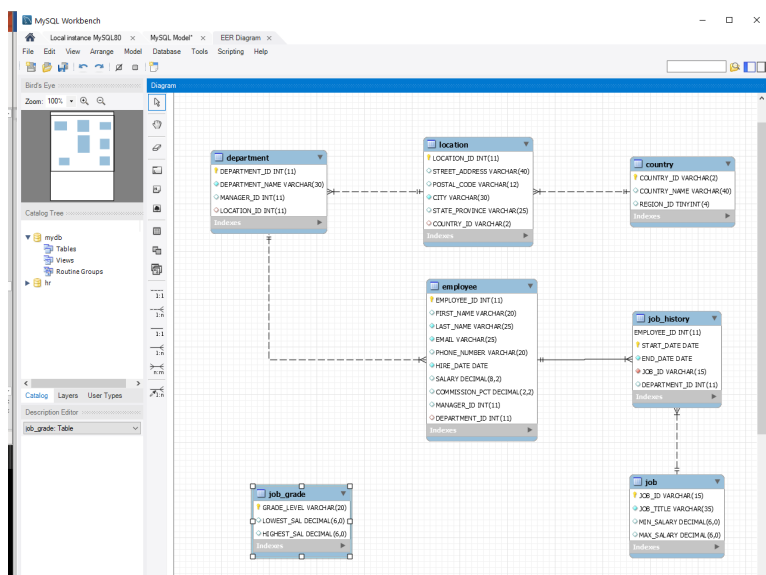 MySQL Workbench
Local instance MySQL80 × MySQL Model* × EER Diagram ×
File Edit View Arrange Model Database Tools Scripting Help
Bird's Eye
Zoom: 100%
Diagram
Catalog Tree
mydb
Tables
Views
Routine Groups
hr
Catalog Layers User Types
Description Editor
job_grade: Table
1:1
1:n
1:1
1:n
n:m
1:n
department
DEPARTMENT_ID INT(11)
DEPARTMENT_NAME VARCHAR(30)
MANAGER_ID INT(11)
LOCATION_ID INT(11)
Indexes
location
LOCATION_ID INT(11)
STREET_ADDRESS VARCHAR(40)
POSTAL_CODE VARCHAR(12)
CITY VARCHAR(30)
STATE_PROVINCE VARCHAR(25)
COUNTRY_ID VARCHAR(2)
Indexes
country
COUNTRY_ID VARCHAR(2)
COUNTRY_NAME VARCHAR(40)
REGION_ID TINYINT(4)
Indexes
employee
EMPLOYEE_ID INT(11)
FIRST_NAME VARCHAR(20)
LAST_NAME VARCHAR(25)
EMAIL VARCHAR(25)
PHONE_NUMBER VARCHAR(20)
HIRE_DATE DATE
SALARY DECIMAL(8,2)
COMMISSION_PCT DECIMAL(2,2)
MANAGER_ID INT(11)
DEPARTMENT_ID INT(11)
Indexes
job_history
EMPLOYEE_ID INT(11)
START_DATE DATE
END_DATE DATE
JOB_ID VARCHAR(15)
DEPARTMENT_ID INT(11)
Indexes
job_grade
GRADE_LEVEL VARCHAR(20)
LOWEST_SAL DECIMAL(6,0)
HIGHEST_SAL DECIMAL(6,0)
Indexes
job
JOB_ID VARCHAR(15)
JOB_TITLE VARCHAR(35)
MIN_SALARY DECIMAL(6,0)
MAX_SALARY DECIMAL(6,0)
Indexes